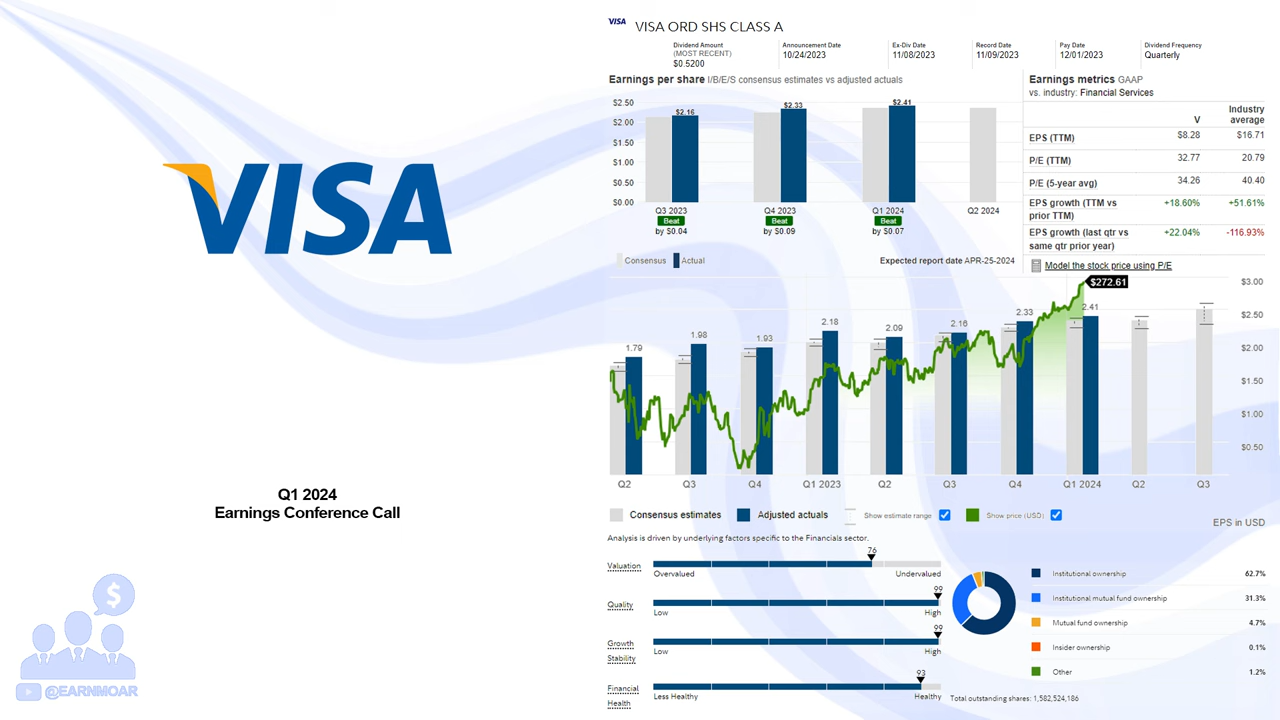 VISA
Q1 2024
Earnings Conference Call
$
@EARNMOAR
VISA VISA ORD SHS CLASS A
Dividend Amount
(MOST RECENT)
$0.5200
Announcement Date
10/24/2023
Ex-Div Date
11/08/2023
Record Date
11/09/2023
Pay Date
12/01/2023
Dividend Frequency
Quarterly
Earnings per share I/B/E/S consensus estimates vs adjusted actuals
$2.50
$2.00
$1.50
$1.00
$0.50
$0.00
$2.16
$2.33
$2.41
Q3 2023
Beat
by $0.04
Q4 2023
Beat
by $0.09
Q1 2024
Beat
by $0.07
Q2 2024
Consensus Actual
Expected report date APR-25-2024
Earnings metrics GAAP
vs. industry: Financial Services
V Industry average
EPS (TTM) $8.28 $16.71
P/E (TTM) 32.77 20.79
P/E (5-year avg) 34.26 40.40
EPS growth (TTM vs prior TTM) +18.60% +51.61%
EPS growth (last qtr vs same qtr prior year) +22.04% -116.93%
Model the stock price using P/E
$272.61
$3.00
$2.50
$2.00
$1.50
$1.00
$0.50
1.79
1.98
1.93
2.18
2.09
2.16
2.33
2.41
Q2 Q3 Q4 Q1 2023 Q2 Q3 Q4 Q1 2024 Q2 Q3
Consensus estimates Adjusted actuals Show estimate range Show price (USD)
EPS in USD
Analysis is driven by underlying factors specific to the Financials sector.
Valuation
76
Overvalued Undervalued
Quality
99
Low High
Growth Stability
99
Low High
Financial Health
93
Less Healthy Healthy
Institutional ownership 62.7%
Institutional mutual fund ownership 31.3%
Mutual fund ownership 4.7%
Insider ownership 0.1%
Other 1.2%
Total outstanding shares: 1,582,524,186